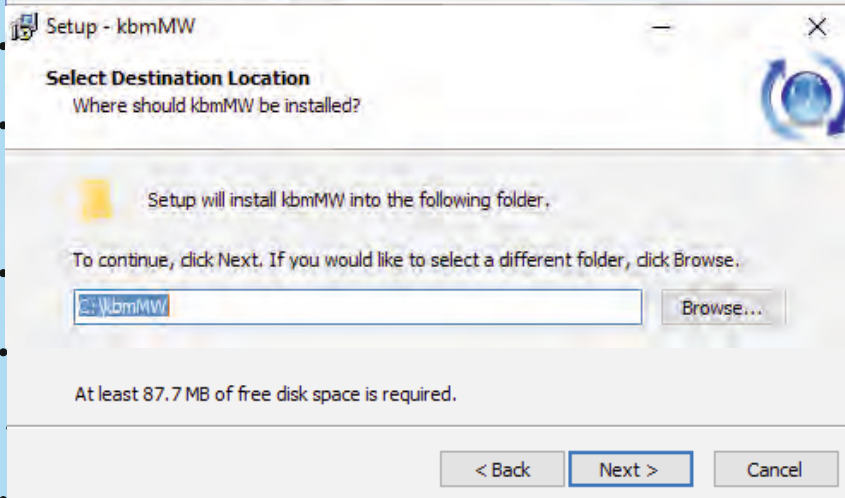 Setup - kbmMW
Select Destination Location
Where should kbmMW be installed?
Setup will install kbmMW into the following folder.
To continue, click Next. If you would like to select a different folder, click Browse.
C:\kbmMW
Browse...
At least 87.7 MB of free disk space is required.
< Back
Next >
Cancel